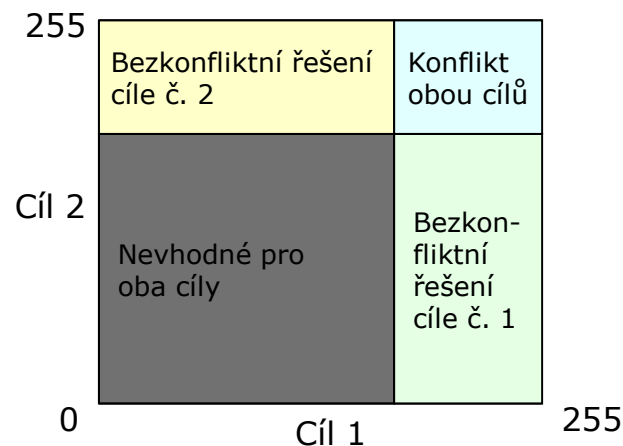 255
Bezkonfliktní řešení
cíle č. 2
Konflikt
obou cílů
Cíl 2
Nevhodné pro
oba cíly
Bezkon-
fliktní
řešení
cíle č. 1
0
Cíl 1
255